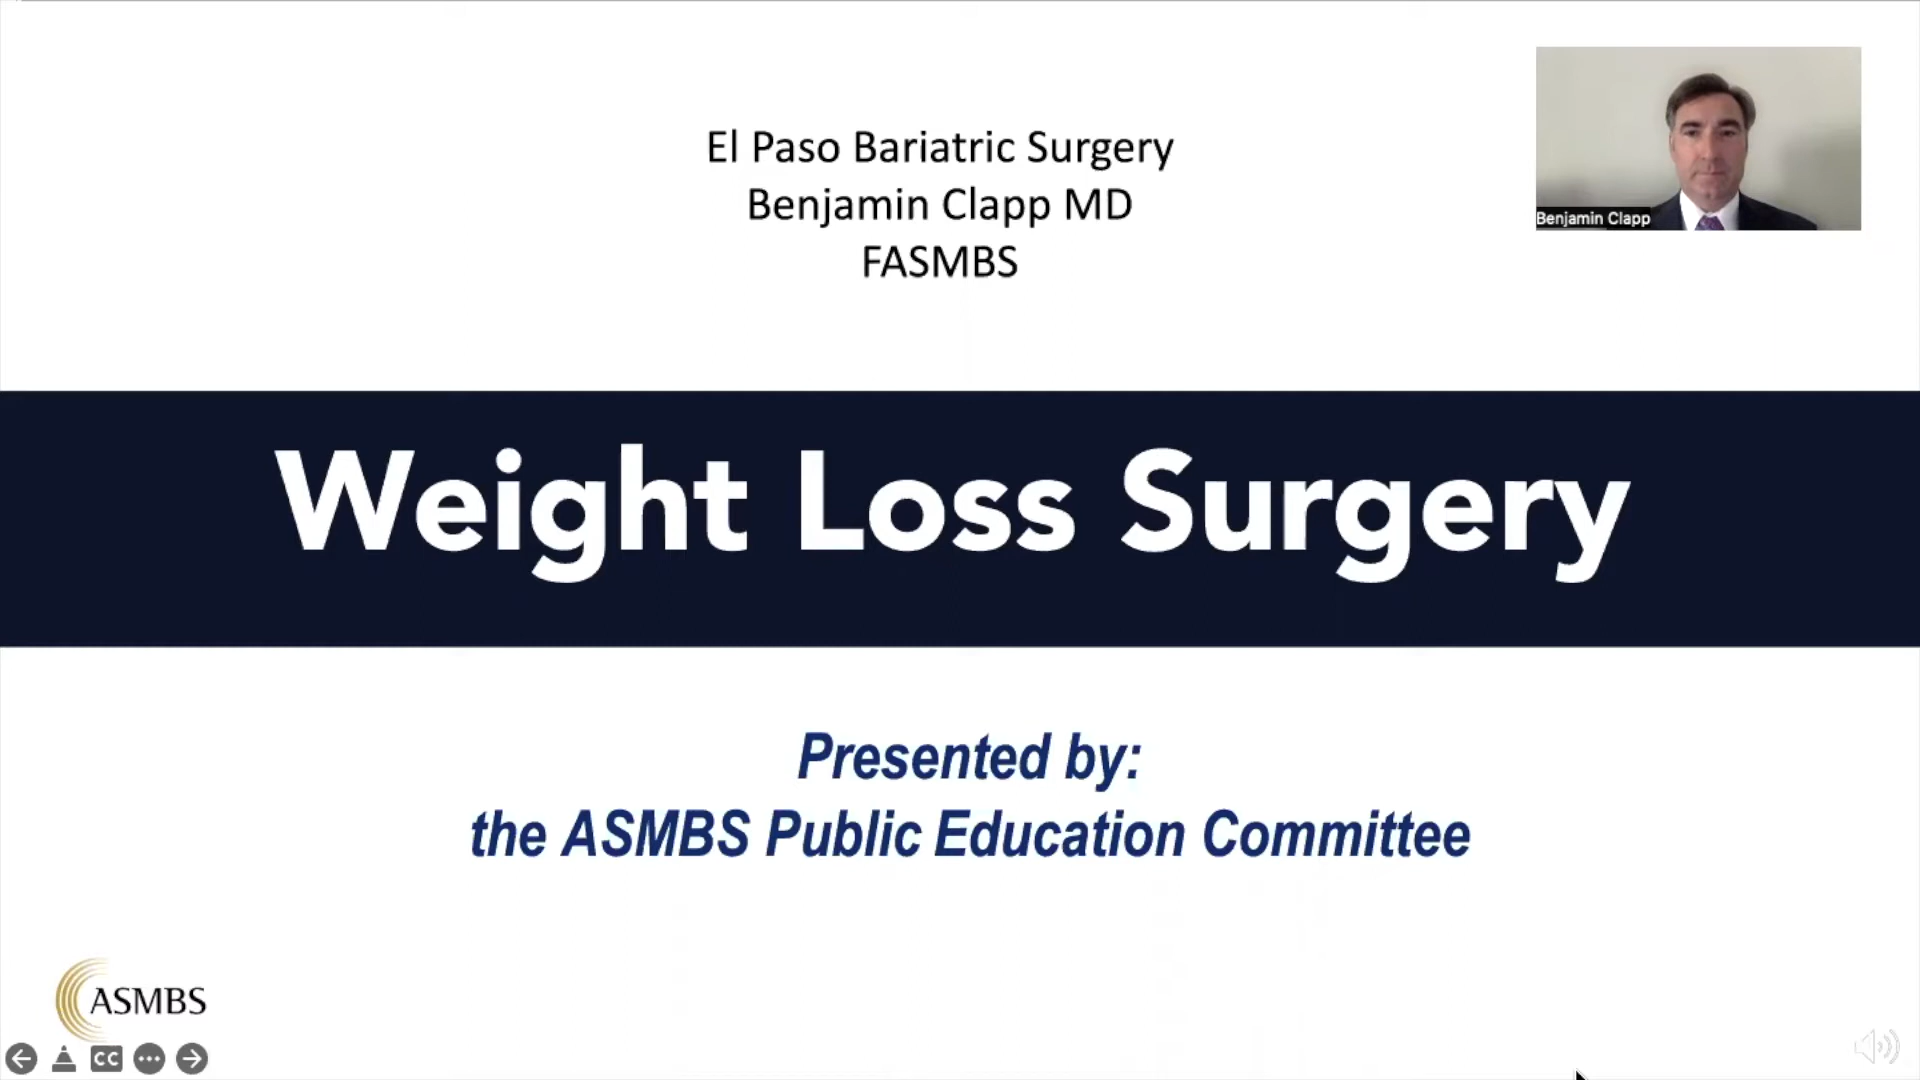 El Paso Bariatric Surgery
Benjamin Clapp MD
FASMBS
Benjamin Clapp
Weight Loss Surgery
Presented by:
the ASMBS Public Education Committee
ASMBS
CC